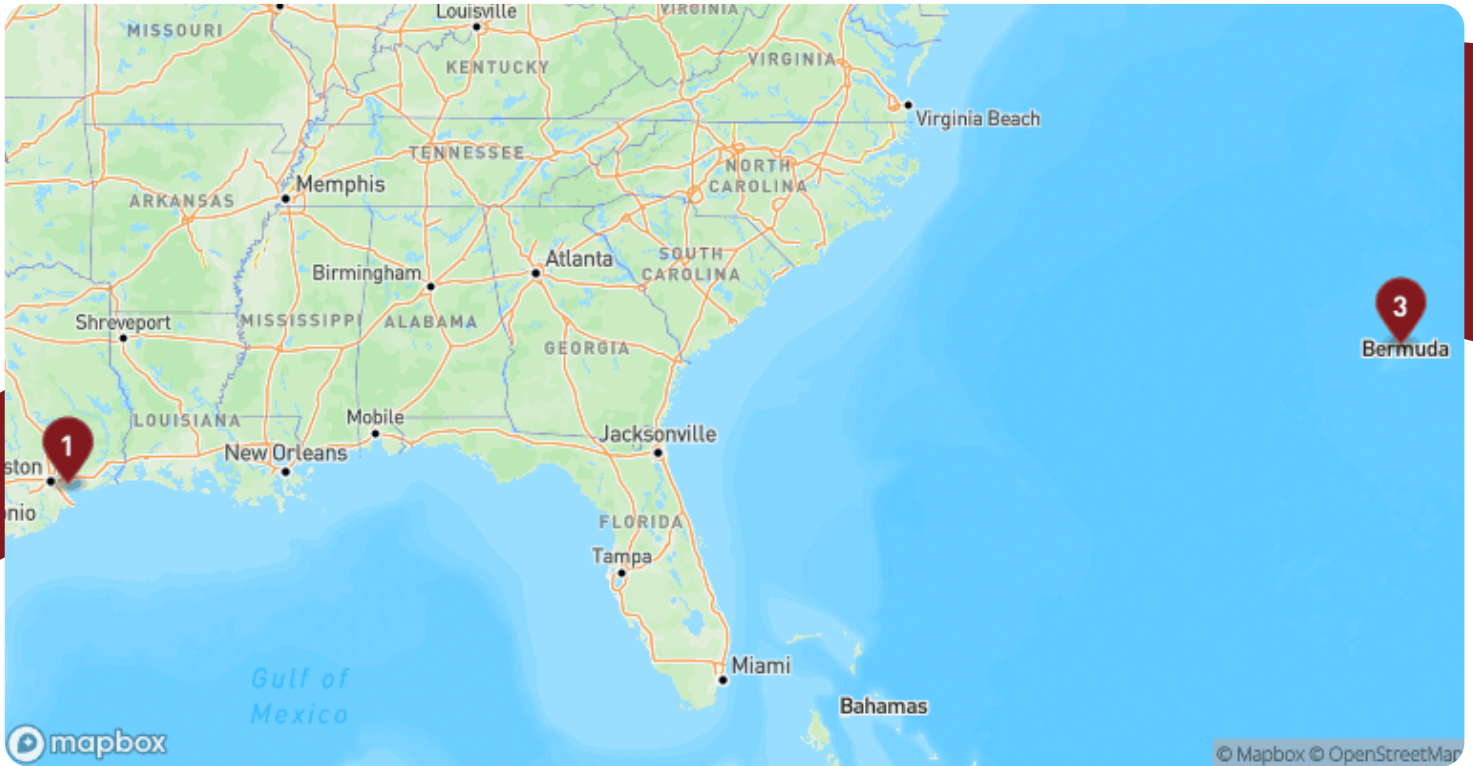 Louisville
VIRGINIA
MISSOURI
KENTUCKY
VIRGINIA
Virginia Beach
TENNESSEE
NORTH
CAROLINA
Memphis
ARKANSAS
Atlanta
SOUTH
CAROLINA
Birmingham
3
Shreveport
MISSISSIPPI
ALABAMA
GEORGIA
Bermuda
LOUISIANA
Mobile
1
Jacksonville
New Orleans
ston
onio
FLORIDA
Tampa
Miami
Gulf of
Mexico
Bahamas
mapbox
© Mapbox © OpenStreetMap